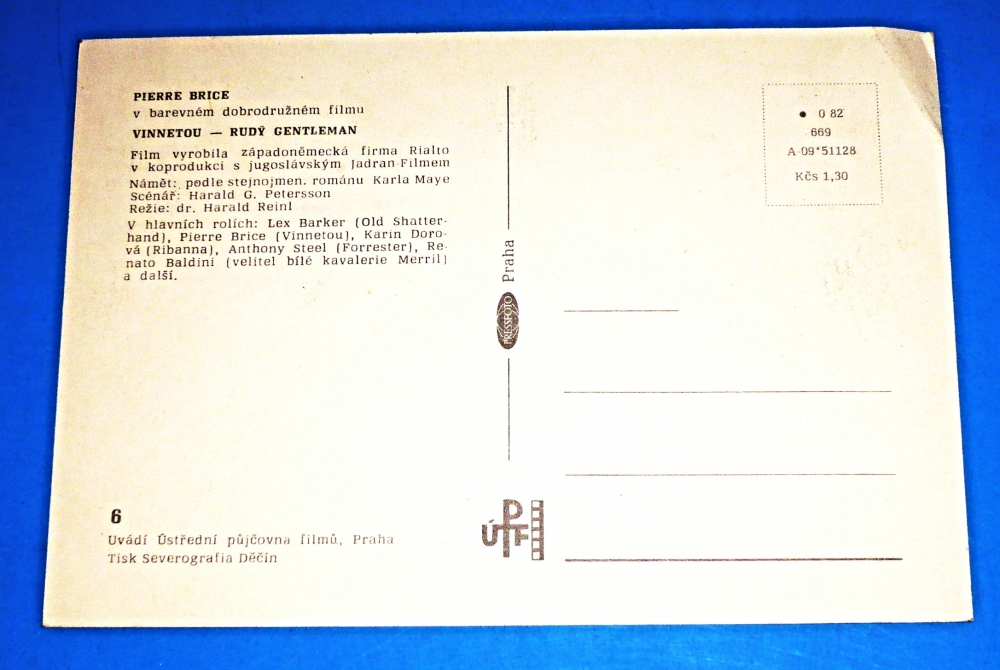 PIERRE BRICE
v barevném dobrodružném filmu
VINNETOU — RUDÝ GENTLEMAN
Film vyrobila západoněmecká firma Rialto
v koprodukci s jugoslávským Jadran-Filmem
Námět: podle stejnojmen. románu Karla Maye
Scénář: Harald G. Petersson
Režie: dr. Harald Reinl
V hlavních rolích: Lex Barker (Old Shatter-
hand), Pierre Brice (Vinnetou), Karin Doro-
vá (Ribanna), Anthony Steel (Forrester), Re-
nato Baldini (velitel bílé kavalerie Merril)
a další.
6
Uvádí Ústřední půjčovna filmů, Praha
Tisk Severografia Děčín
Praha
PRESSFOTO
ÚPF
• 0 82
669
A 09*51128
Kčs 1,30